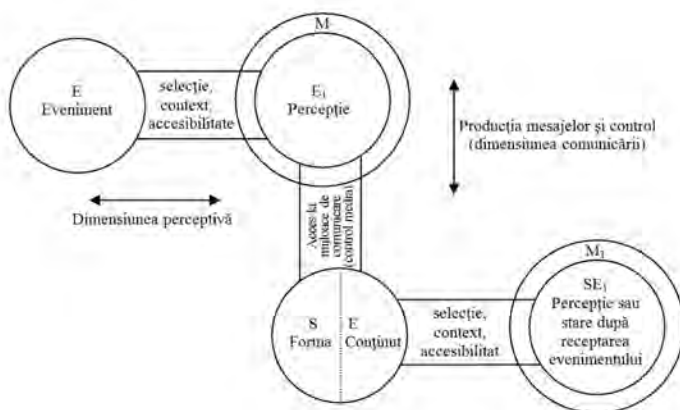 M
E
Eveniment
selecție,
context,
accesibilitate
E₁
Percepție
Producția mesajelor și control
(dimensiunea comunicării)
Dimensiunea perceptivă
Acces la
mijloace de
comunicare
(control media)
S
Forma
E
Conținut
selecție,
context,
accesibilitat
M₁
SE₁
Percepție sau
stare după
receptarea
evenimentului